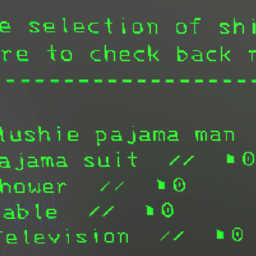 e selection of shi
re to check back
------------------
lushie pajama man
ajama suit // ■0
hower // ■0
able // ■0
elevision // ■0